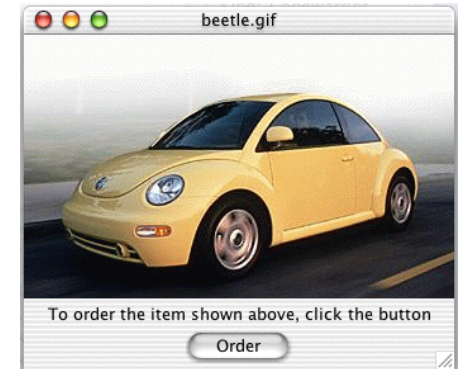 beetle.gif
To order the item shown above, click the button
Order